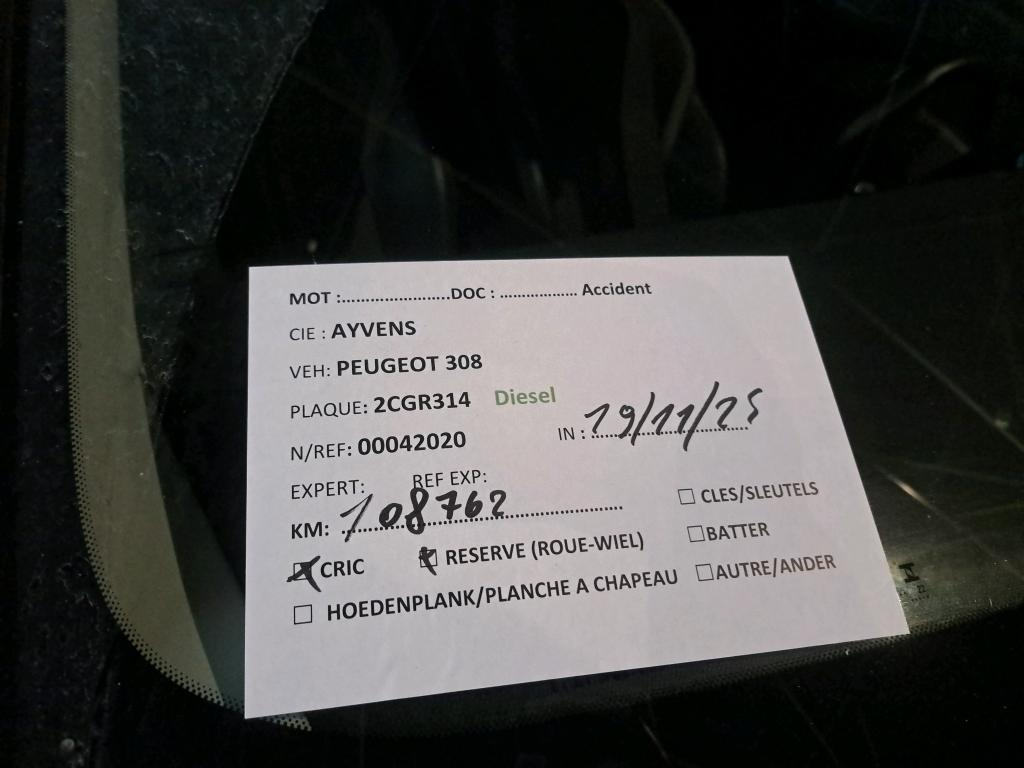 MOT :......................DOC : .................. Accident
CIE : AYVENS
VEH: PEUGEOT 308
PLAQUE: 2CGR314 Diesel
N/REF: 00042020 IN : 19/11/25
EXPERT: REF EXP:
KM: 108762
☐ CLES/SLEUTELS
☒ CRIC ☒ RESERVE (ROUE-WIEL) ☐ BATTER
☐ HOEDENPLANK/PLANCHE A CHAPEAU ☐ AUTRE/ANDER